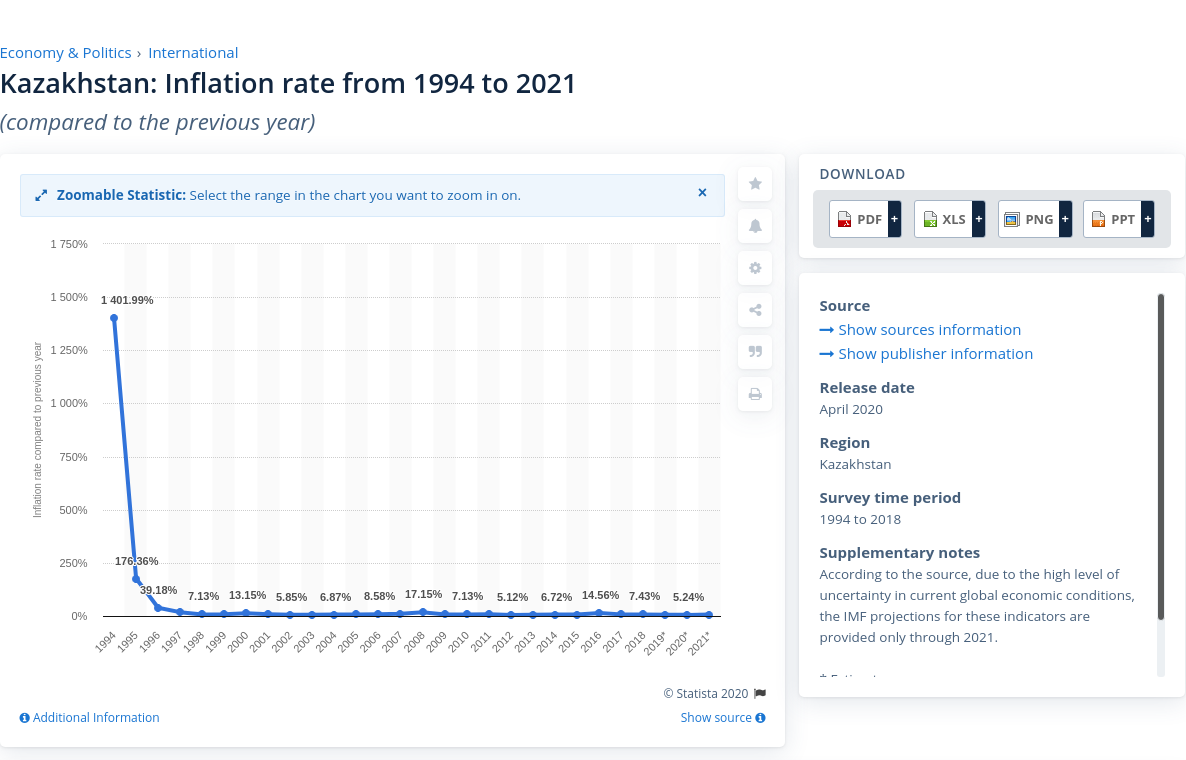 Economy & Politics › International
Kazakhstan: Inflation rate from 1994 to 2021
(compared to the previous year)
Zoomable Statistic: Select the range in the chart you want to zoom in on. ×
1 750%
1 500%
1 250%
1 000%
750%
500%
250%
0%
Inflation rate compared to previous year
1 401.99%
176.36%
39.18%
7.13%
13.15%
5.85%
6.87%
8.58%
17.15%
7.13%
5.12%
6.72%
14.56%
7.43%
5.24%
1994
1995
1996
1997
1998
1999
2000
2001
2002
2003
2004
2005
2006
2007
2008
2009
2010
2011
2012
2013
2014
2015
2016
2017
2018
2019*
2020*
2021*
© Statista 2020
Additional Information
Show source
DOWNLOAD
PDF + XLS + PNG + PPT +
Source
Show sources information
Show publisher information
Release date
April 2020
Region
Kazakhstan
Survey time period
1994 to 2018
Supplementary notes
According to the source, due to the high level of
uncertainty in current global economic conditions,
the IMF projections for these indicators are
provided only through 2021.